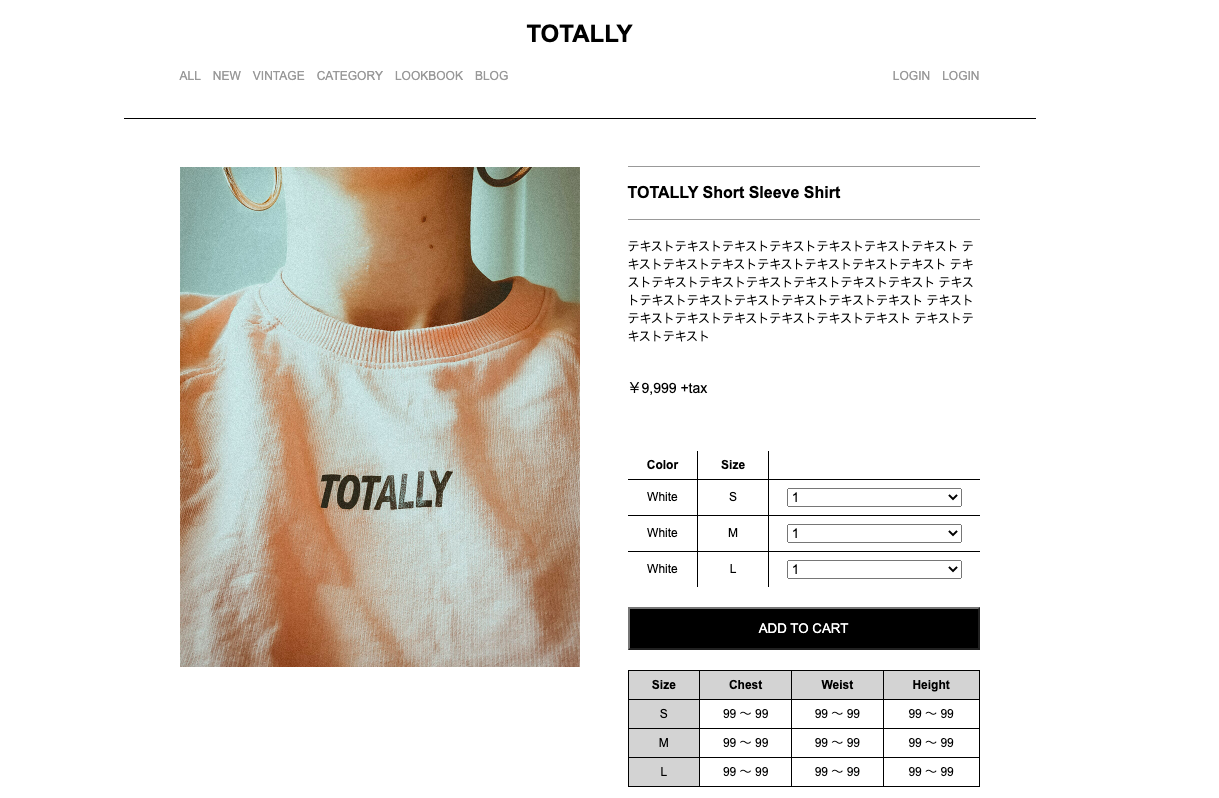 TOTALLY
ALL NEW VINTAGE CATEGORY LOOKBOOK BLOG LOGIN LOGIN
TOTALLY
TOTALLY Short Sleeve Shirt
テキストテキストテキストテキストテキストテキストテキスト テ
キストテキストテキストテキストテキストテキストテキスト テキ
ストテキストテキストテキストテキストテキストテキスト テキス
トテキストテキストテキストテキストテキストテキスト テキスト
テキストテキストテキストテキストテキストテキスト テキストテ
キストテキスト
¥9,999 +tax
Color Size
White S 1
White M 1
White L 1
ADD TO CART
Size Chest Weist Height
S 99 〜 99 99 〜 99 99 〜 99
M 99 〜 99 99 〜 99 99 〜 99
L 99 〜 99 99 〜 99 99 〜 99